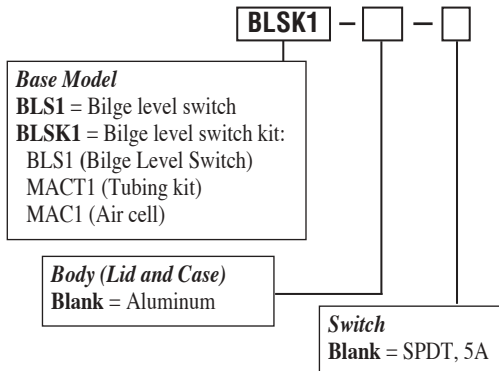 BLSK1 – –
Base Model
BLS1 = Bilge level switch
BLSK1 = Bilge level switch kit:
BLS1 (Bilge Level Switch)
MACT1 (Tubing kit)
MAC1 (Air cell)
Body (Lid and Case)
Blank = Aluminum
Switch
Blank = SPDT, 5A